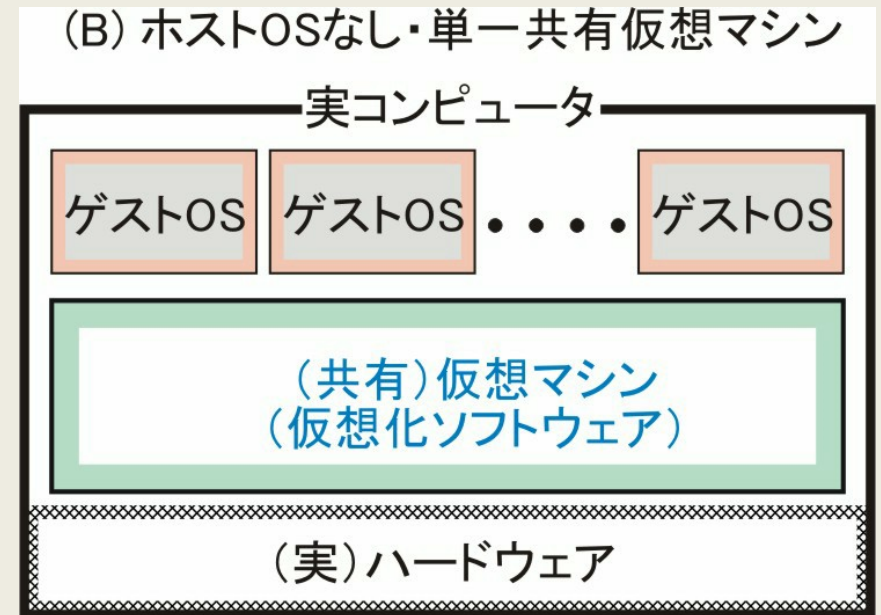 (B) ホストOSなし・単一共有仮想マシン
実コンピュータ
ゲストOS ゲストOS ・・・・ ゲストOS
(共有)仮想マシン
(仮想化ソフトウェア)
(実)ハードウェア